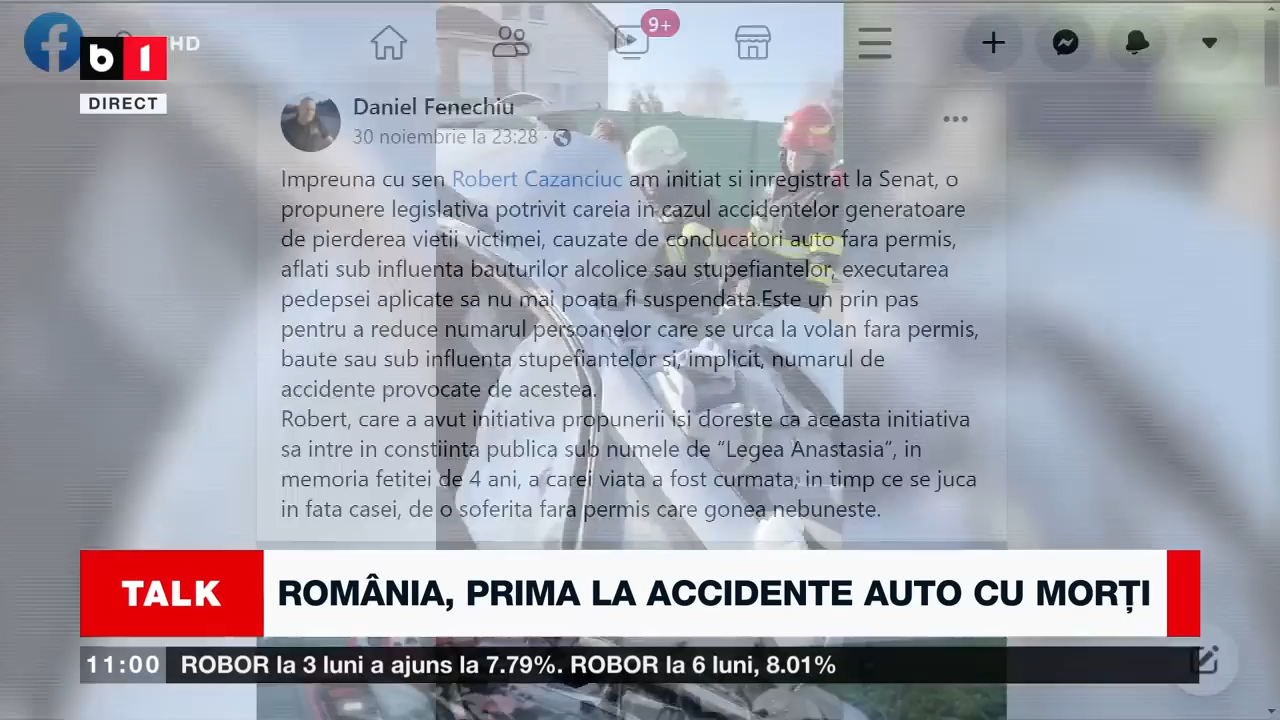 9+
HD
b1
DIRECT
Daniel Fenechiu
30 noiembrie la 23:28 ·
Impreuna cu sen Robert Cazanciuc am initiat si inregistrat la Senat, o
propunere legislativa potrivit careia in cazul accidentelor generatoare
de pierderea vietii victimei, cauzate de conducatori auto fara permis,
aflati sub influenta bauturilor alcolice sau stupefiantelor, executarea
pedepsei aplicate sa nu mai poata fi suspendata.Este un prin pas
pentru a reduce numarul persoanelor care se urca la volan fara permis,
baute sau sub influenta stupefiantelor si, implicit, numarul de
accidente provocate de acestea.
Robert, care a avut initiativa propunerii isi doreste ca aceasta initiativa
sa intre in constiinta publica sub numele de “Legea Anastasia”, in
memoria fetitei de 4 ani, a carei viata a fost curmata, in timp ce se juca
in fata casei, de o soferita fara permis care gonea nebuneste.
TALK
ROMÂNIA, PRIMA LA ACCIDENTE AUTO CU MORȚI
11:00 ROBOR la 3 luni a ajuns la 7.79%. ROBOR la 6 luni, 8.01%